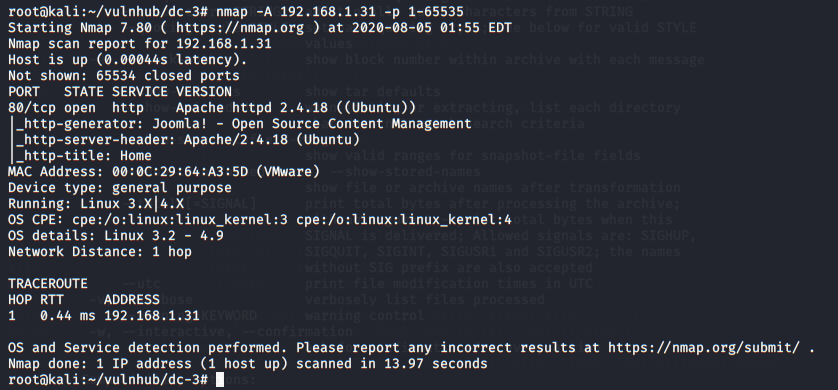 root@kali:~/vulnhub/dc-3# nmap -A 192.168.1.31 -p 1-65535
Starting Nmap 7.80 ( https://nmap.org ) at 2020-08-05 01:55 EDT
Nmap scan report for 192.168.1.31
Host is up (0.00044s latency).
Not shown: 65534 closed ports
PORT   STATE SERVICE VERSION
80/tcp open  http    Apache httpd 2.4.18 ((Ubuntu))
|_http-generator: Joomla! - Open Source Content Management
|_http-server-header: Apache/2.4.18 (Ubuntu)
|_http-title: Home
MAC Address: 00:0C:29:64:A3:5D (VMware)
Device type: general purpose
Running: Linux 3.X|4.X
OS CPE: cpe:/o:linux:linux_kernel:3 cpe:/o:linux:linux_kernel:4
OS details: Linux 3.2 - 4.9
Network Distance: 1 hop

TRACEROUTE
HOP RTT     ADDRESS
1   0.44 ms 192.168.1.31

OS and Service detection performed. Please report any incorrect results at https://nmap.org/submit/ .
Nmap done: 1 IP address (1 host up) scanned in 13.97 seconds
root@kali:~/vulnhub/dc-3#